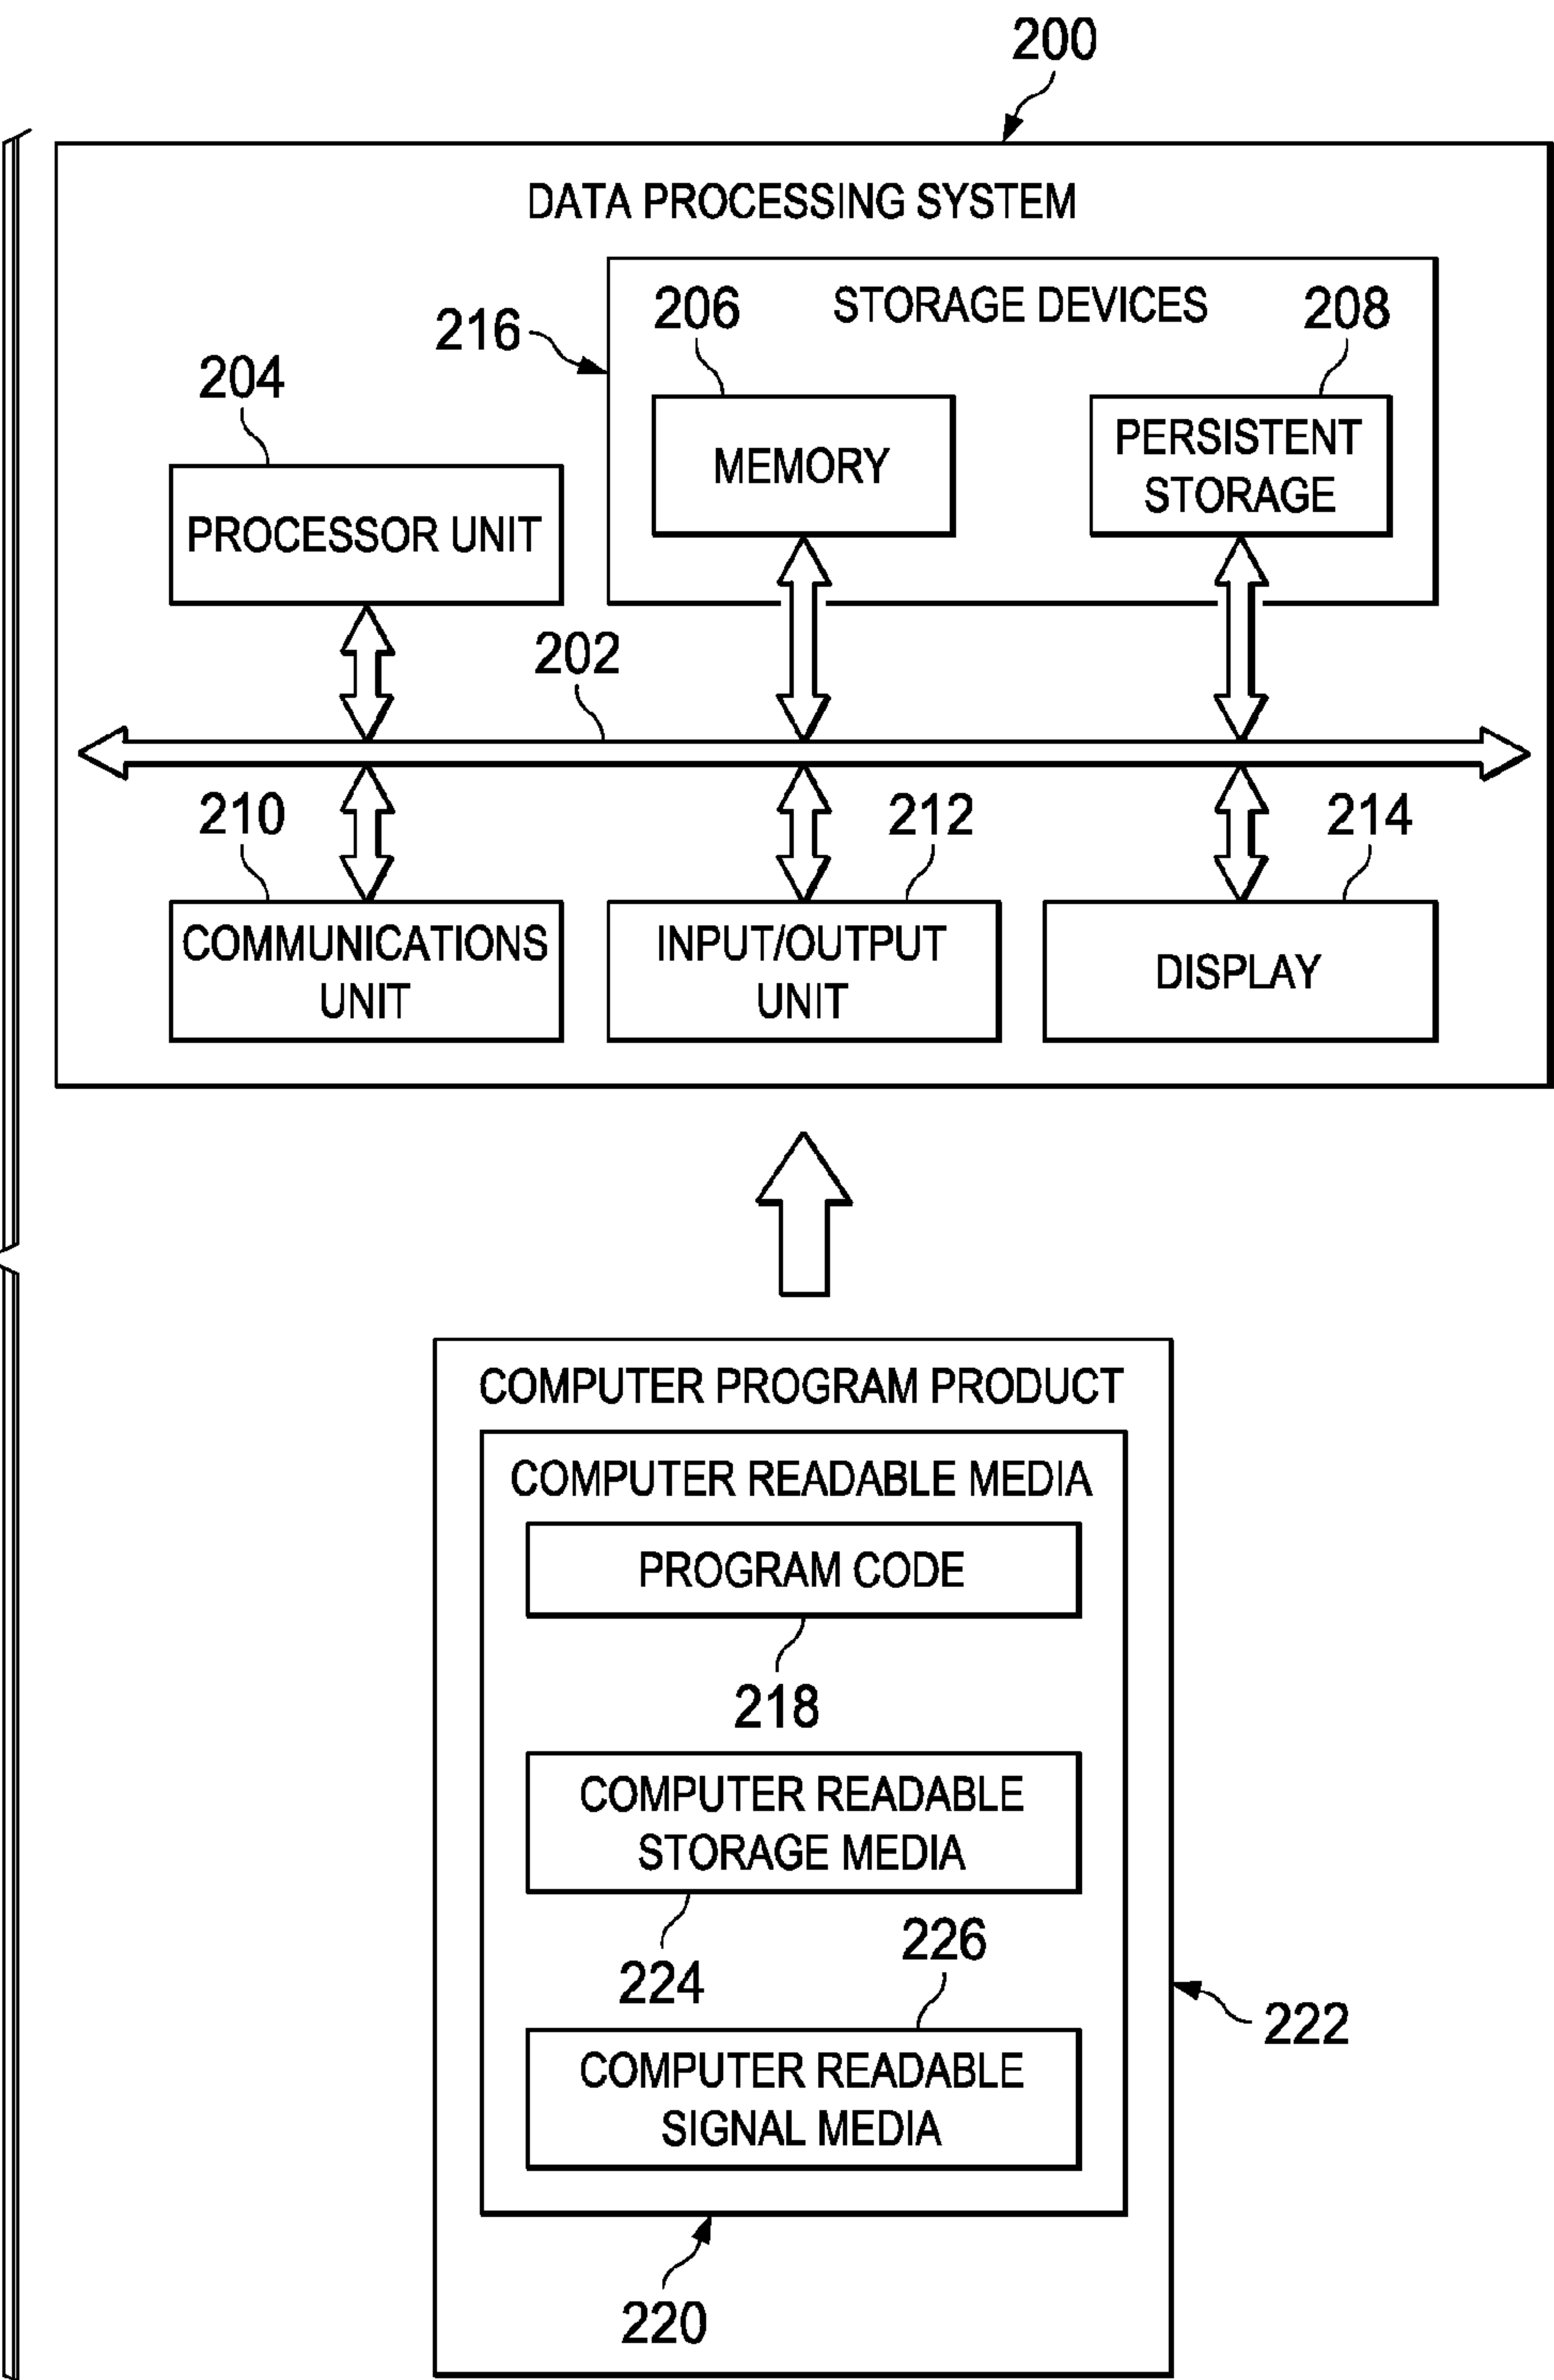 200
DATA PROCESSING SYSTEM
216
206
STORAGE DEVICES
208
204
MEMORY
PERSISTENT
STORAGE
PROCESSOR UNIT
202
210
212
214
COMMUNICATIONS
UNIT
INPUT/OUTPUT
UNIT
DISPLAY
COMPUTER PROGRAM PRODUCT
COMPUTER READABLE MEDIA
PROGRAM CODE
218
COMPUTER READABLE
STORAGE MEDIA
224
226
222
COMPUTER READABLE
SIGNAL MEDIA
220